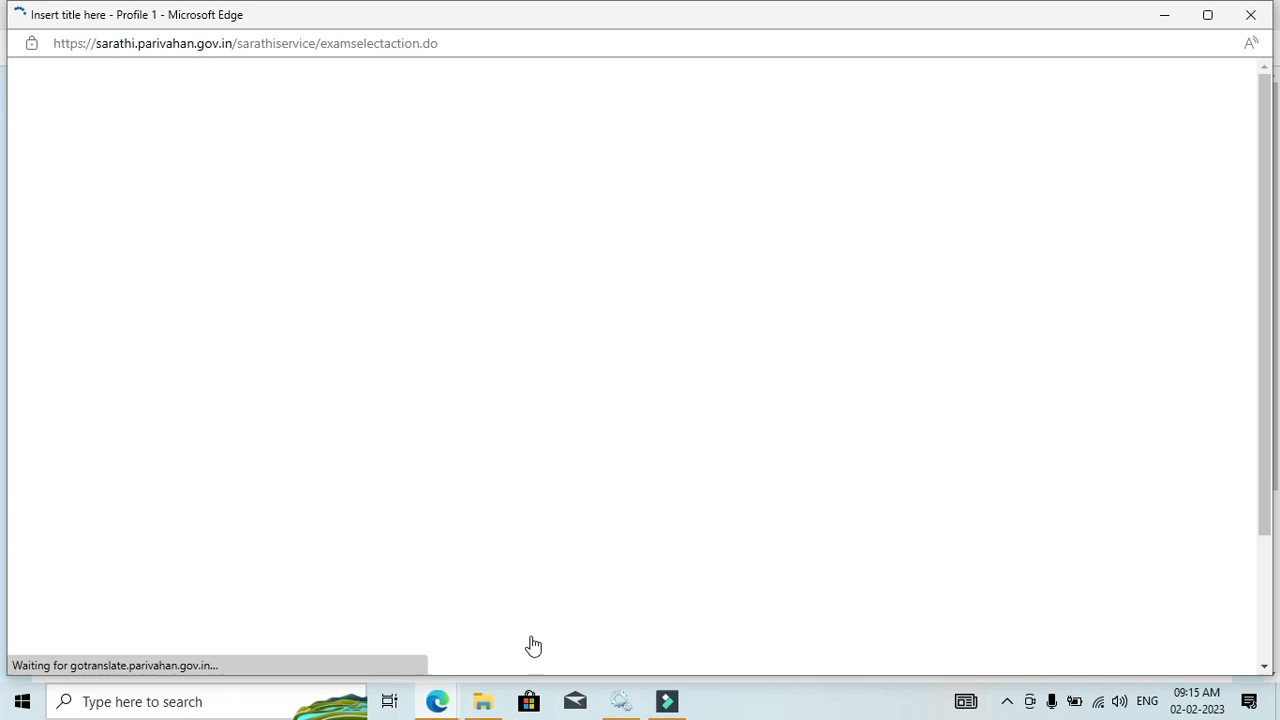 Insert title here - Profile 1 - Microsoft Edge
https://sarathi.parivahan.gov.in/sarathiservice/examselectaction.do
Waiting for gotranslate.parivahan.gov.in...
Type here to search
ENG
09:15 AM
02-02-2023